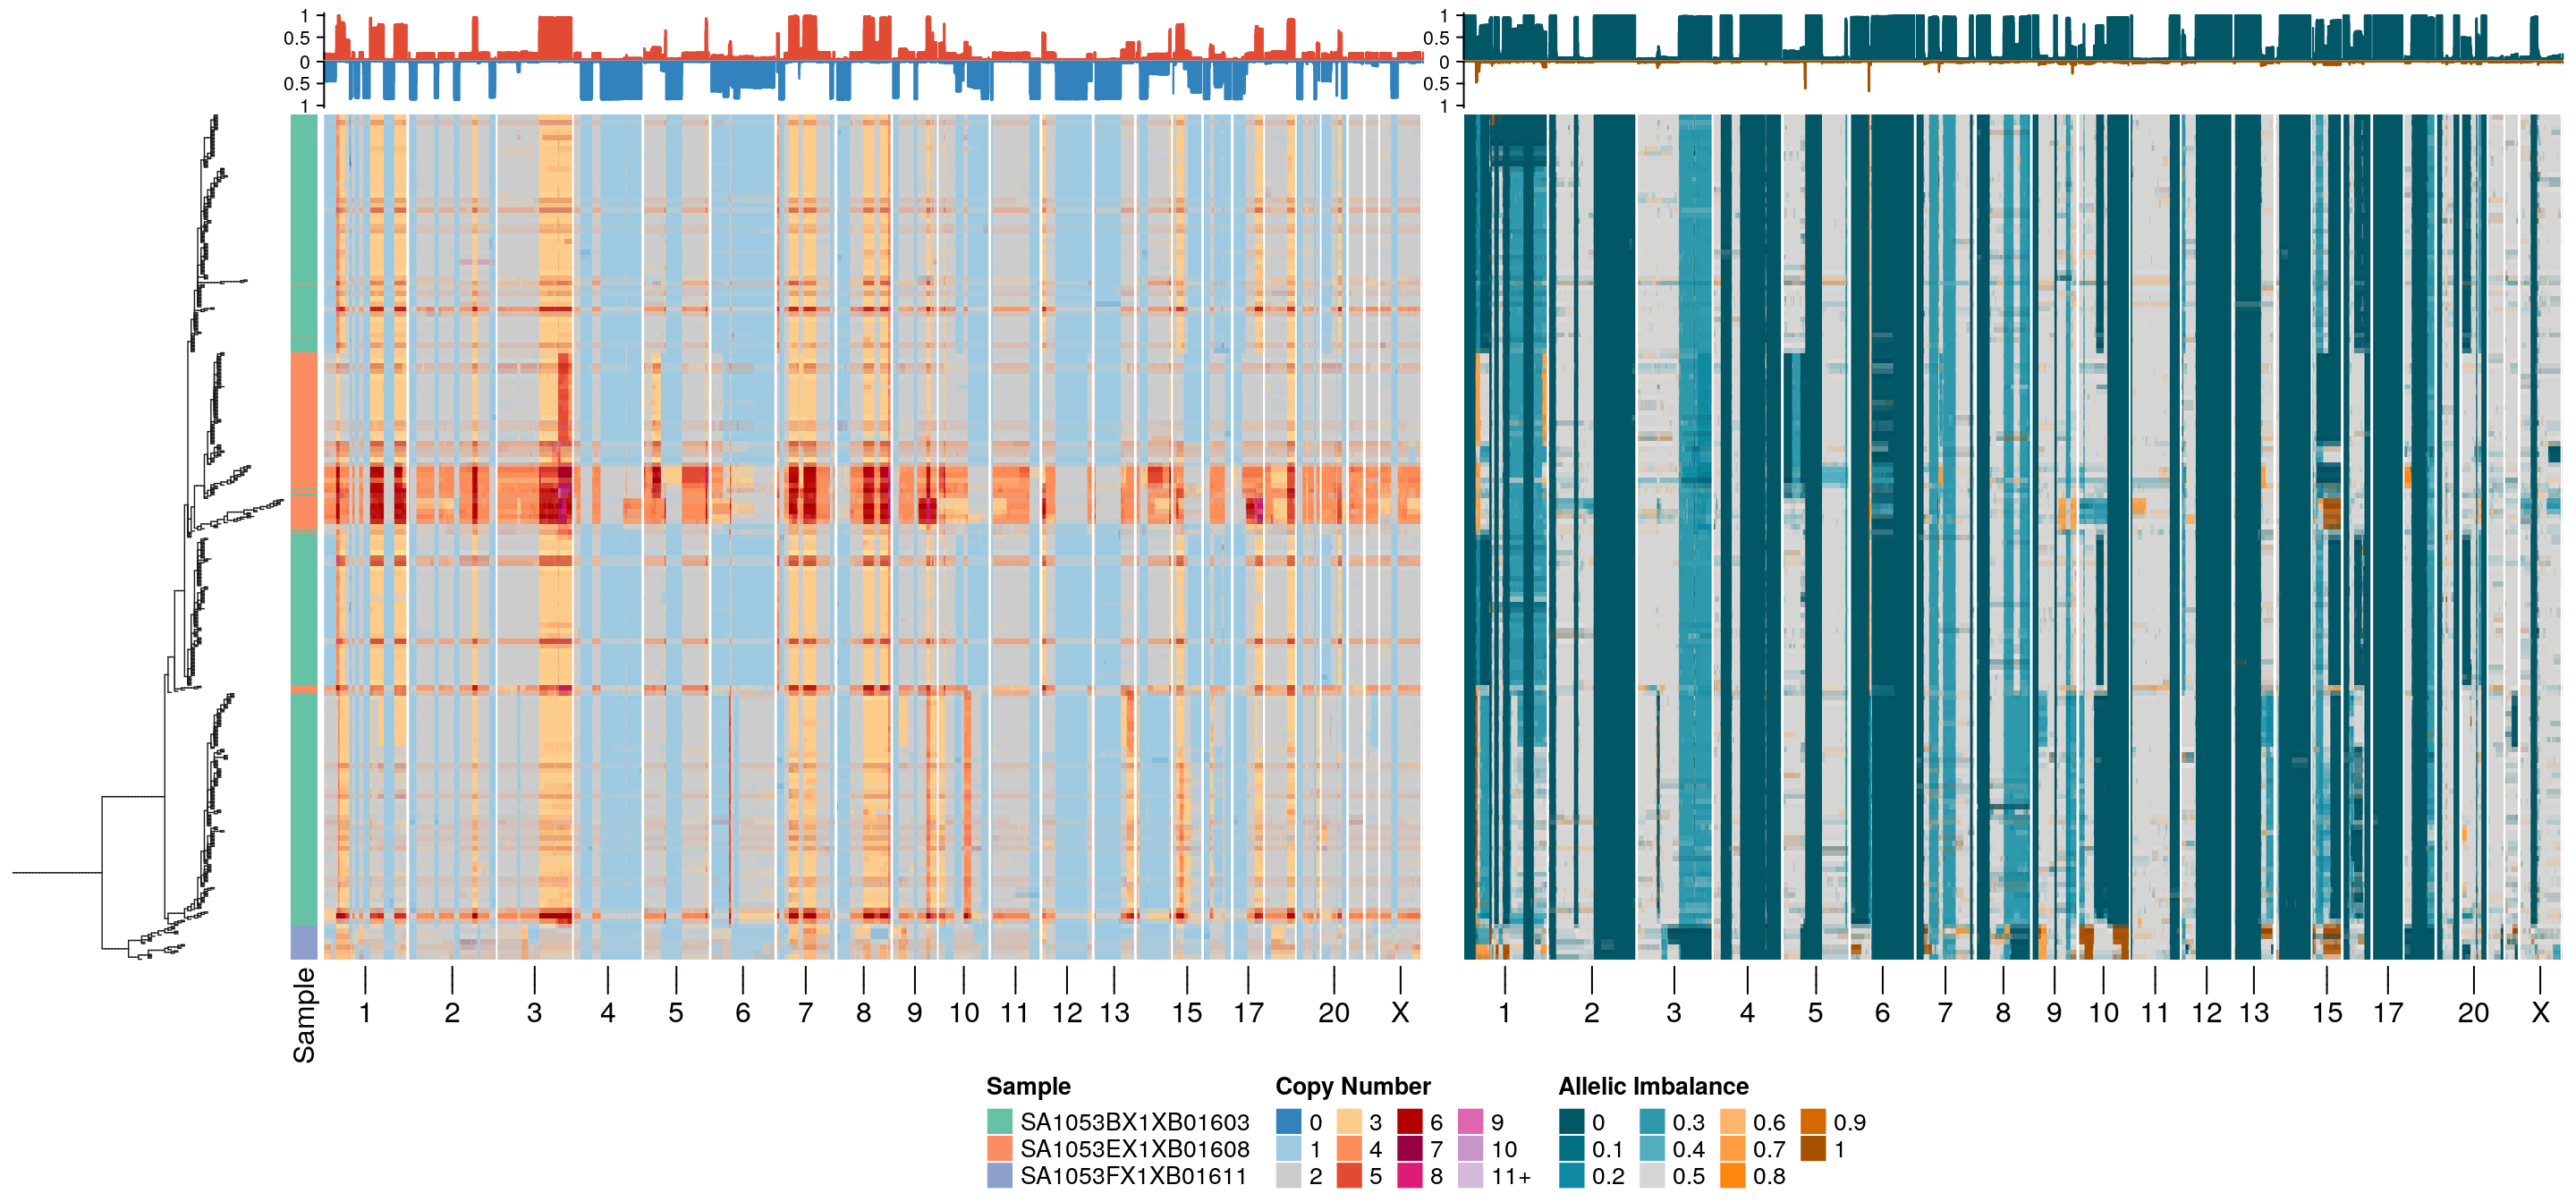 1
0.5
0
0.5
1
1
0.5
0
0.5
1
Sample
1 2 3 4 5 6 7 8 9 10 11 12 13 15 17 20 X
1 2 3 4 5 6 7 8 9 10 11 12 13 15 17 20 X
Sample
SA1053BX1XB01603
SA1053EX1XB01608
SA1053FX1XB01611
Copy Number
0 3 6 9
1 4 7 10
2 5 8 11+
Allelic Imbalance
0 0.3 0.6 0.9
0.1 0.4 0.7 1
0.2 0.5 0.8